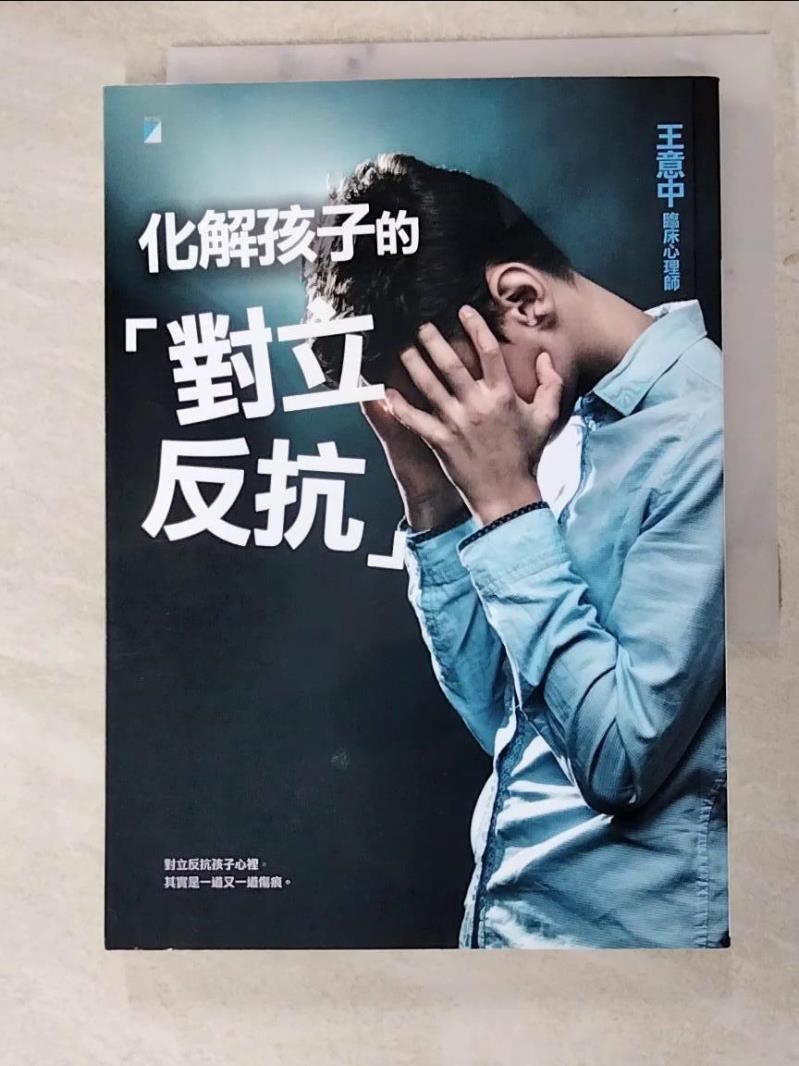 王意中 臨床心理師
化解孩子的
「對立
反抗」
對立反抗孩子心裡，
其實是一道又一道傷痕。